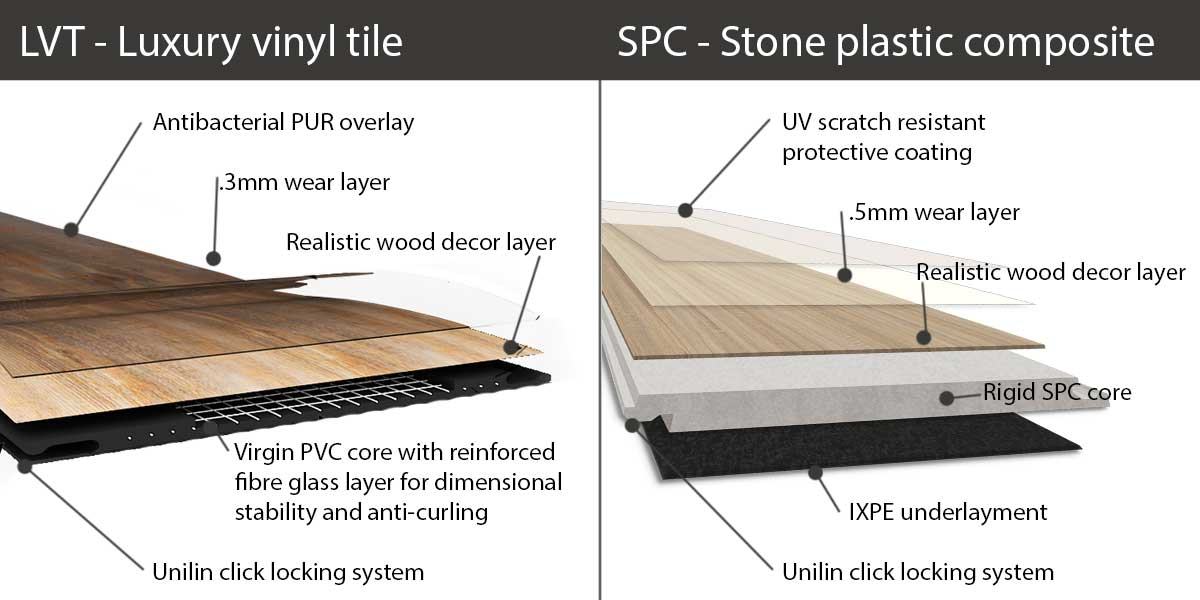 LVT - Luxury vinyl tile
Antibacterial PUR overlay
.3mm wear layer
Realistic wood decor layer
Virgin PVC core with reinforced
fibre glass layer for dimensional
stability and anti-curling
Unilin click locking system
SPC - Stone plastic composite
UV scratch resistant
protective coating
.5mm wear layer
Realistic wood decor layer
Rigid SPC core
IXPE underlayment
Unilin click locking system